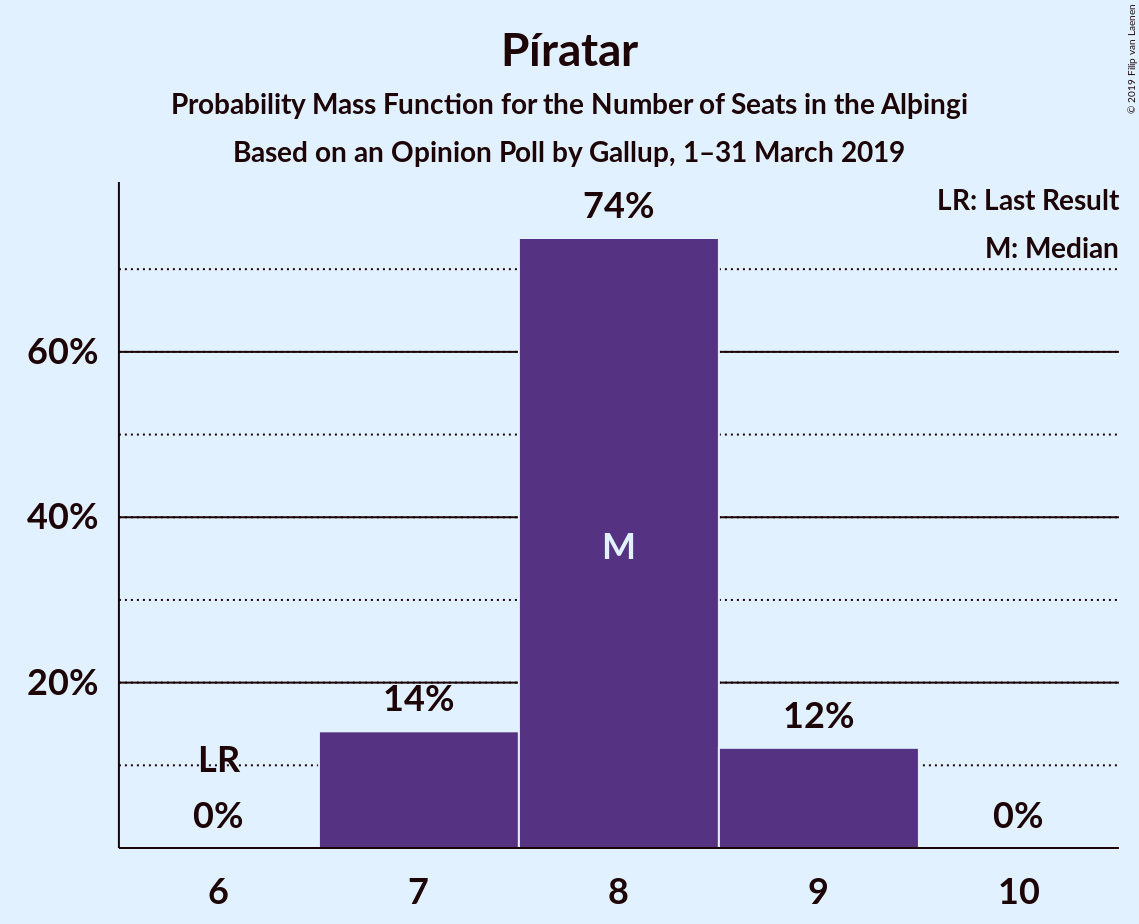 Píratar
Probability Mass Function for the Number of Seats in the Alþingi
Based on an Opinion Poll by Gallup, 1–31 March 2019
© 2019 Filip van Laenen
LR: Last Result
M: Median
74%
60%
40%
M
20%
14%
12%
LR
0%
0%
6 7 8 9 10